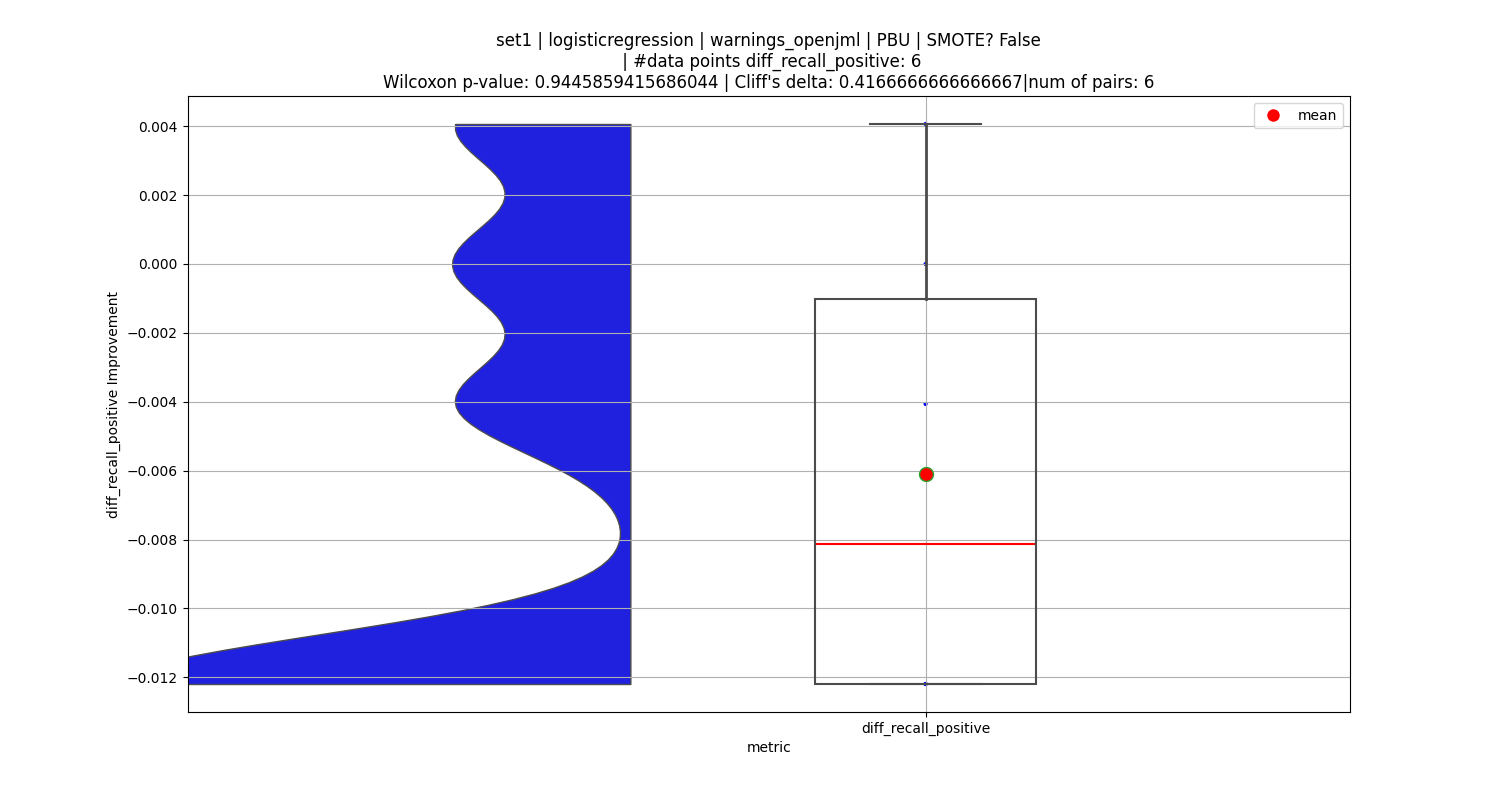 set1 | logisticregression | warnings_openjml | PBU | SMOTE? False
| #data points diff_recall_positive: 6
Wilcoxon p-value: 0.9445859415686044 | Cliff's delta: 0.4166666666666667|num of pairs: 6
mean
0.004
0.002
0.000
−0.002
−0.004
−0.006
−0.008
−0.010
−0.012
diff_recall_positive Improvement
diff_recall_positive
metric